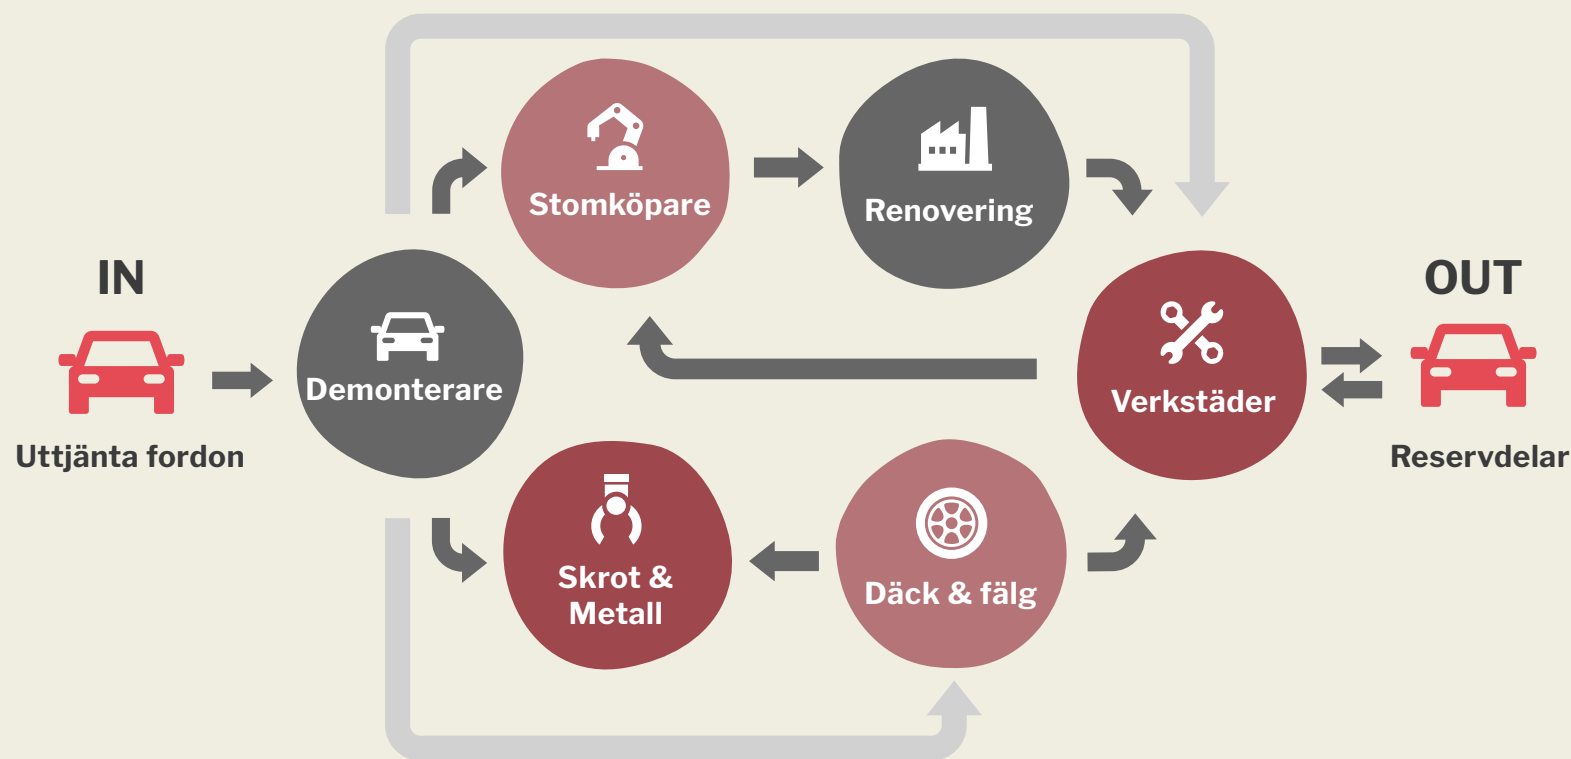 Stomköpare
Renovering
IN
Uttjänta fordon
Demonterare
Verkstäder
OUT
Reservdelar
Skrot &
Metall
Däck & fälg